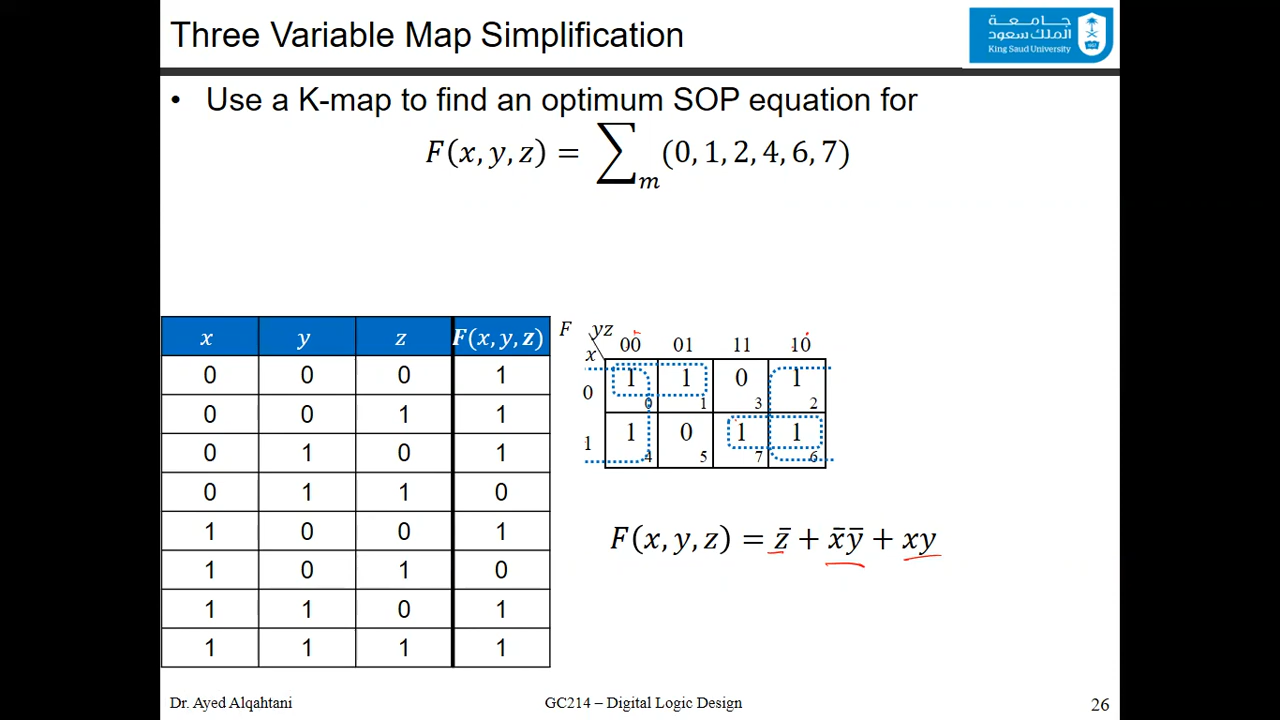 Three Variable Map Simplification
جــامــعــة
الملك سعود
King Saud University
• Use a K-map to find an optimum SOP equation for
F(x, y, z) = ∑m (0, 1, 2, 4, 6, 7)
x y z F(x, y, z)
0 0 0 1
0 0 1 1
0 1 0 1
0 1 1 0
1 0 0 1
1 0 1 0
1 1 0 1
1 1 1 1
F yz
x 00 01 11 10
0 1 1 0 1
0 1 3 2
1 1 0 1 1
4 5 7 6
F(x, y, z) = z̄ + x̄ȳ + xy
Dr. Ayed Alqahtani GC214 – Digital Logic Design 26